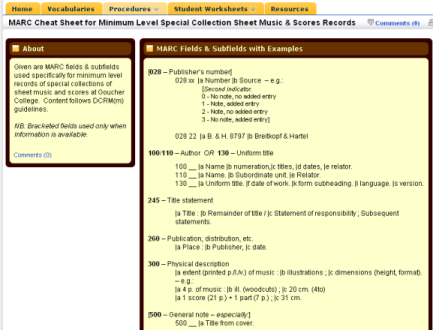 Home Vocabularies Procedures Student Worksheets Resources
MARC Cheat Sheet for Minimum Level Special Collection Sheet Music & Scores Records Comments (0)
About
Given are MARC fields & subfields
used specifically for minimum level
records of special collections of
sheet music and scores at Goucher
College. Content follows DCRM(m)
guidelines.
NB: Bracketed fields used only when
information is available.
Comments (0)
MARC Fields & Subfields with Examples
[028 – Publisher's number]
028 xx |a Number |b Source – e.g.:
[Second indicator
0 - No note, no added entry
1 - Note, added entry
2 - Note, no added entry
3 - No note, added entry]
028 22 |a B. & H. 8797 |b Breitkopf & Hartel
100/110 – Author OR 130 – Uniform title
100 __ |a Name |b numeration,|c titles, |d dates, |e relator.
110 __ |a Name. |b Subordinate unit. |e Relator.
130 __ |a Uniform title. |f date of work. |k form subheading. |l language. |s version.
245 – Title statement
|a Title : |b Remainder of title / |c Statement of responsibility ; Subsequent
statements.
260 – Publication, distribution, etc.
|a Place : |b Publisher, |c date.
300 – Physical description
|a extent (printed p./l./v.) of music : |b illustrations ; |c dimensions (height, format).
– e.g.:
|a 4 p. of music : |b ill. (woodcuts) ; |c 20 cm. (4to)
|a 1 score (21 p.) + 1 part (7 p.) ; |c 31 cm.
[500 – General note – especially:]
500 __ |a Title from cover.